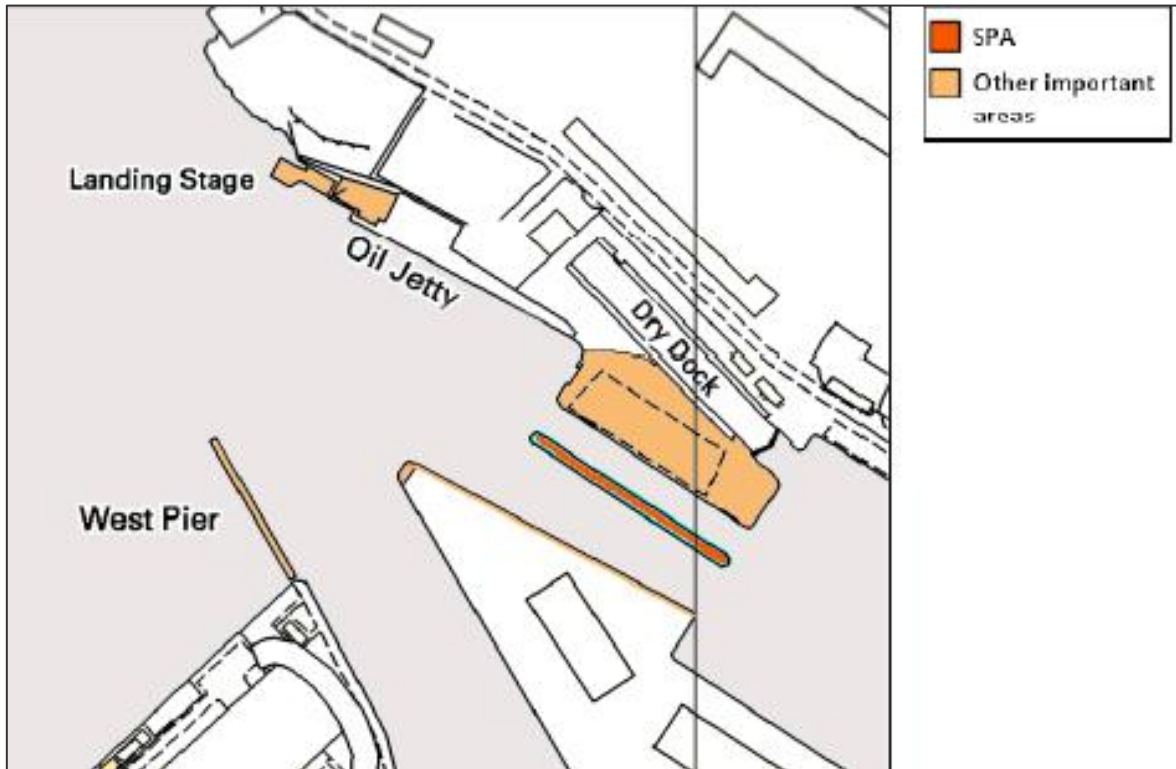 SPA
Other important
areas
Landing Stage
Oil Jetty
Dry Dock
West Pier